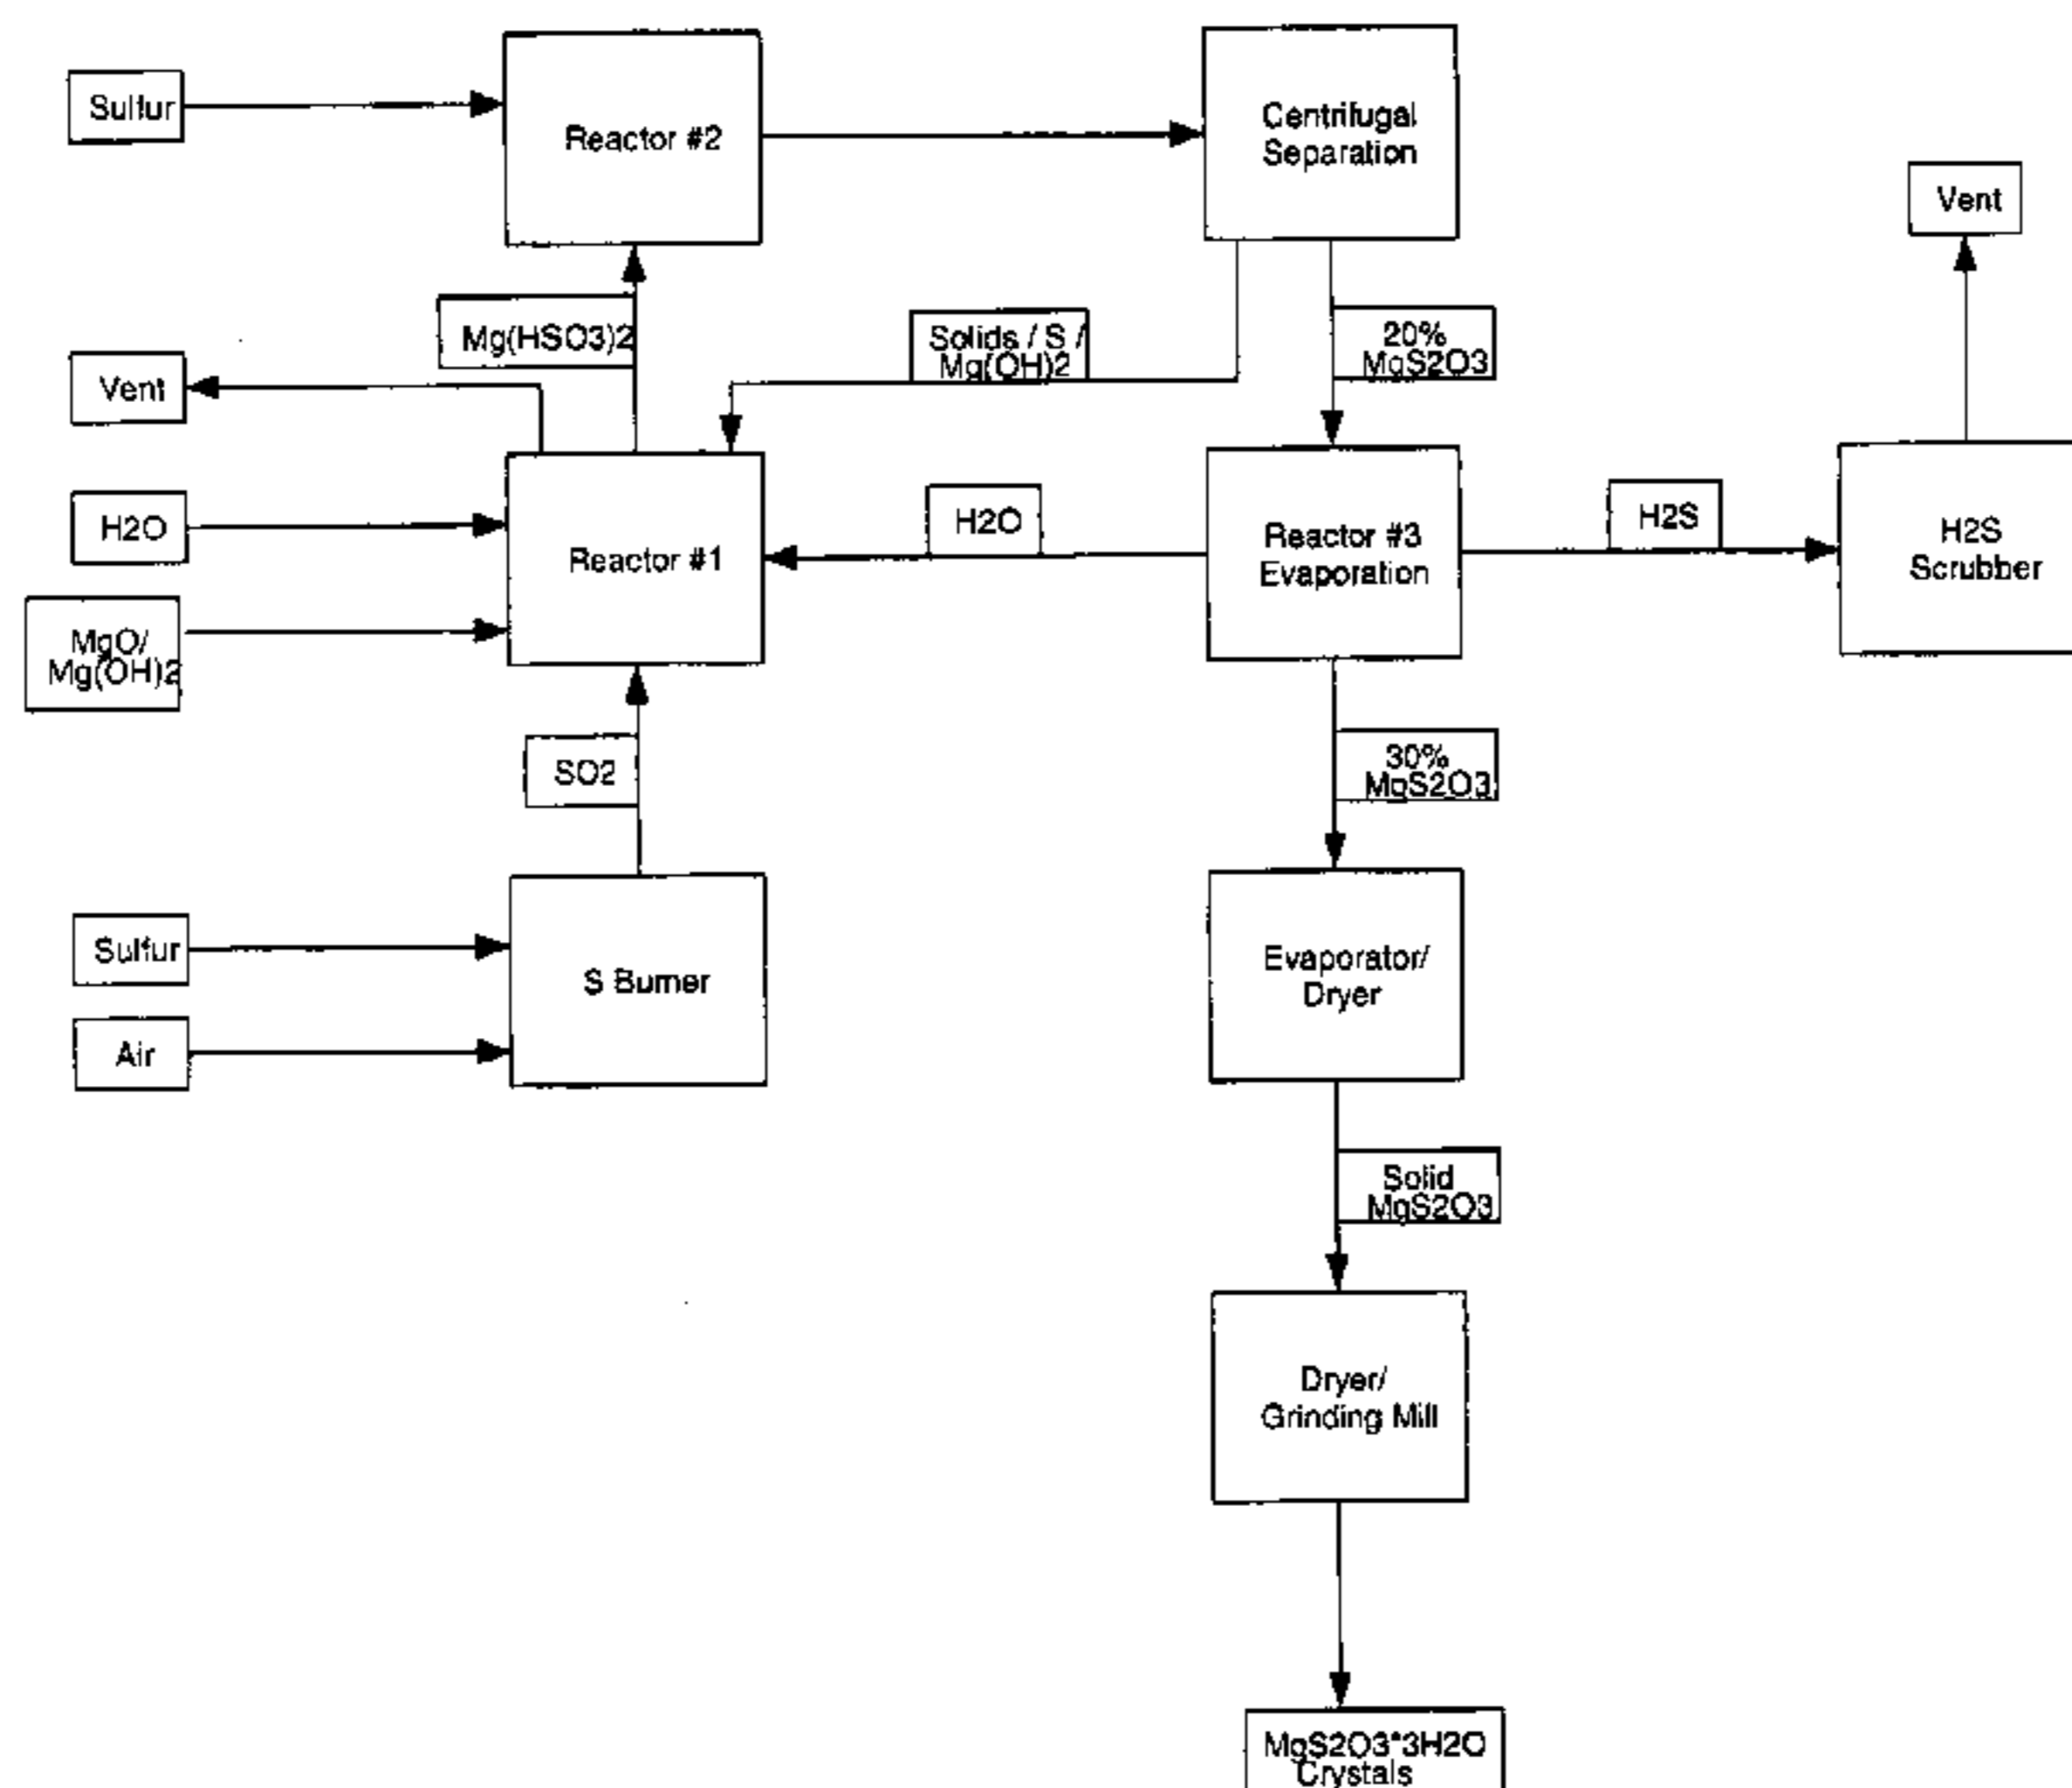 Sulfur
Reactor #2
Centrifugal
Separation
Vent
Mg(HSO3)2
Solids / S /
Mg(OH)2
20%
MgS2O3
Vent
H2O
Reactor #1
H2O
Reactor #3
Evaporation
H2S
H2S
Scrubber
MgO/
Mg(OH)2
SO2
30%
MgS2O3
Sulfur
S Burner
Air
Evaporator/
Dryer
Solid
MgS2O3
Dryer/
Grinding Mill
MgS2O3*3H2O
Crystals